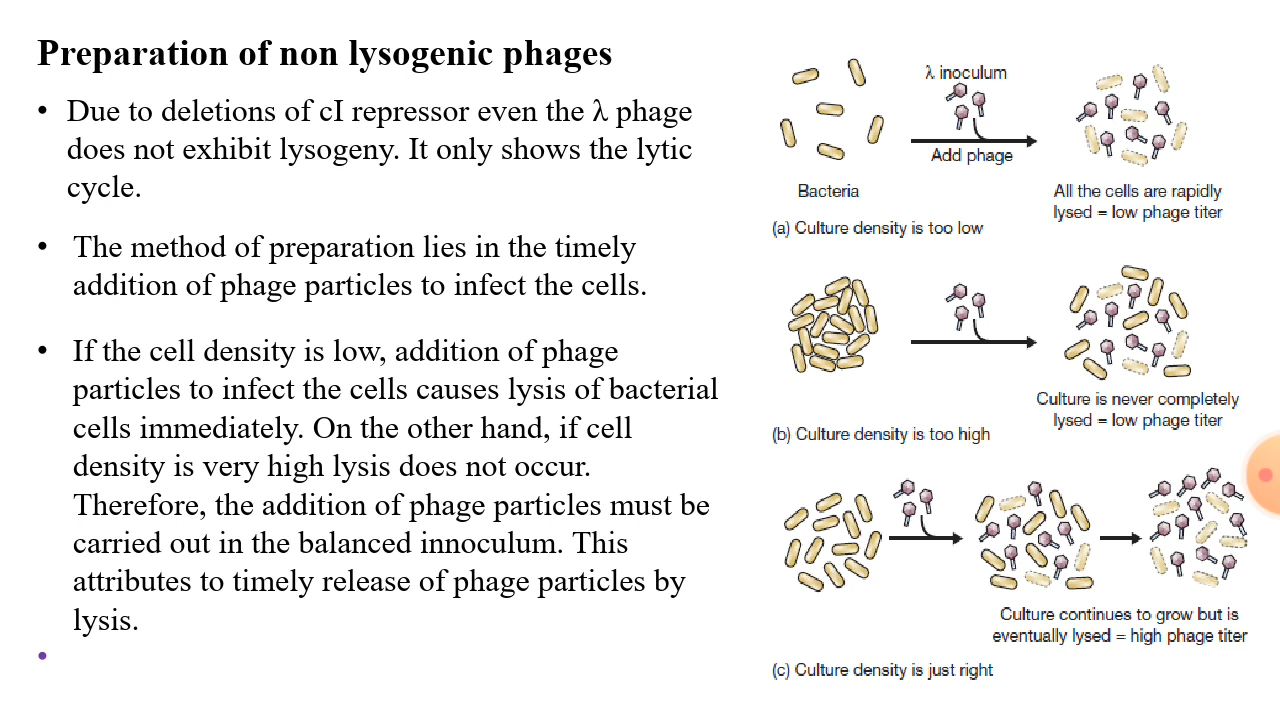 Preparation of non lysogenic phages
• Due to deletions of cI repressor even the λ phage
does not exhibit lysogeny. It only shows the lytic
cycle.
• The method of preparation lies in the timely
addition of phage particles to infect the cells.
• If the cell density is low, addition of phage
particles to infect the cells causes lysis of bacterial
cells immediately. On the other hand, if cell
density is very high lysis does not occur.
Therefore, the addition of phage particles must be
carried out in the balanced innoculum. This
attributes to timely release of phage particles by
lysis.
•
λ inoculum
Add phage
Bacteria
All the cells are rapidly
lysed = low phage titer
(a) Culture density is too low
Culture is never completely
lysed = low phage titer
(b) Culture density is too high
Culture continues to grow but is
eventually lysed = high phage titer
(c) Culture density is just right